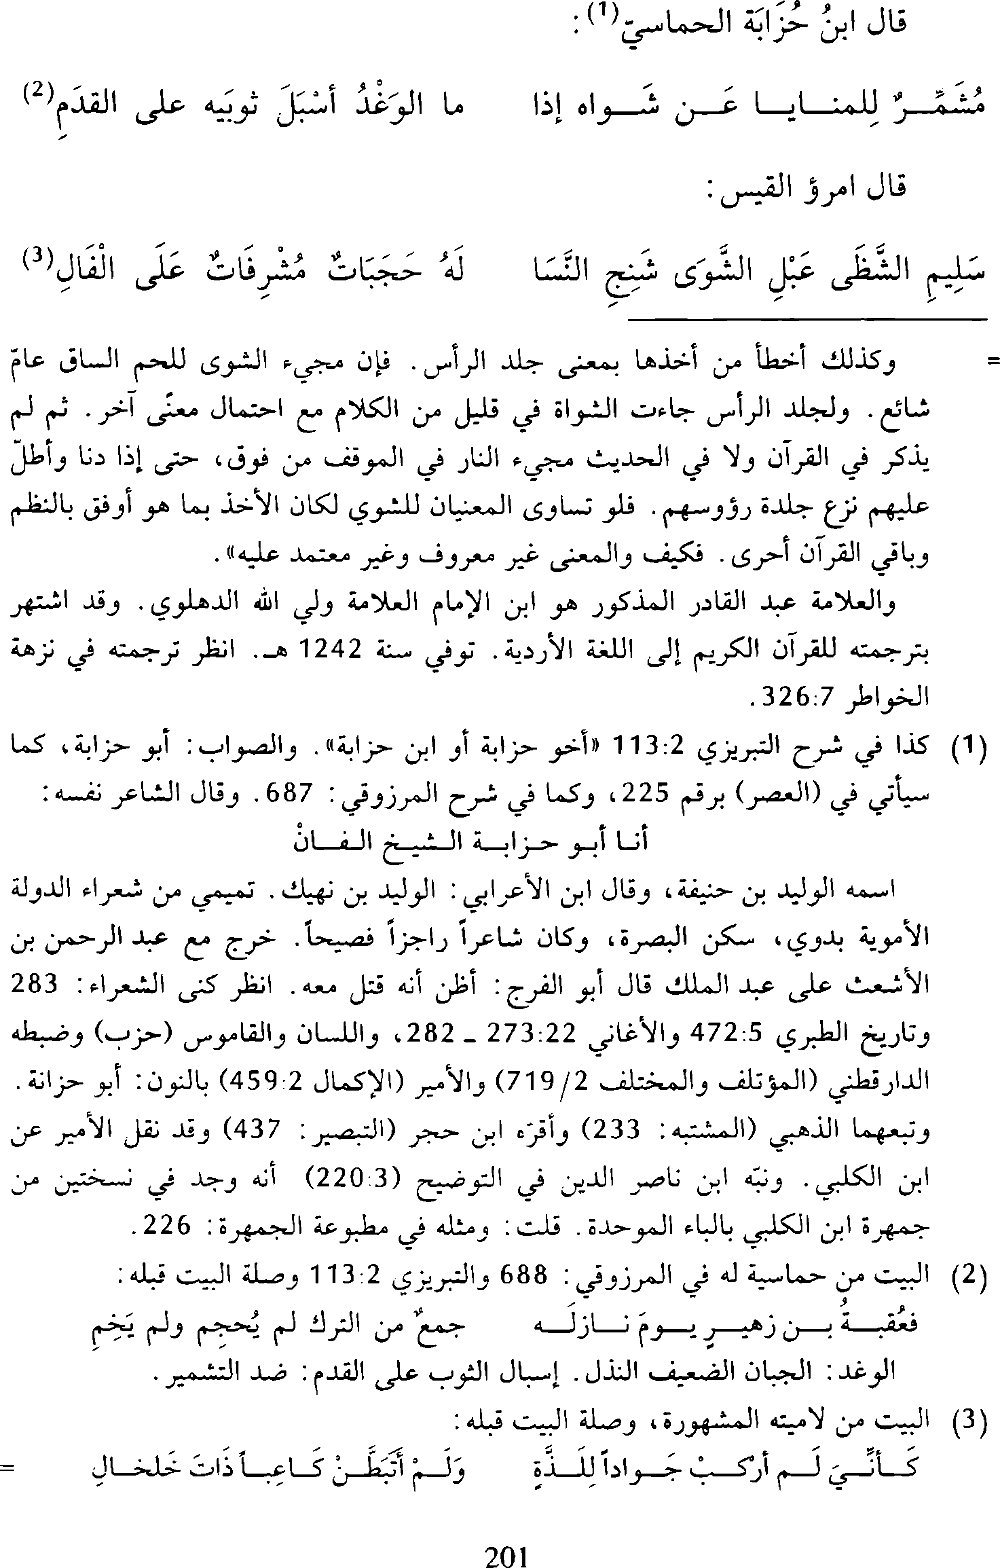 قال ابنُ حُزَابَة الحماسيّ(1) :
مُشَمِّـرٌ لِلمنـايـا عَـن شَـواه إذا ما الوَغْدُ أَسْبَلَ ثوبَيه على القدَمِ(2)
قال امرؤ القيس :
سَلِيمِ الشَّظَى عَبْلِ الشَّوَى شَنِجِ النَّسَا لَهُ حَجَبَاتٌ مُشْرِفَاتٌ عَلَى الْفَالِ(3)
= وكذلك أخطأ من أخذها بمعنى جلد الرأس. فإن مجيء الشوى للحم الساق عامّ
شائع. ولجلد الرأس جاءت الشواة في قليل من الكلام مع احتمال معنًى آخر. ثم لم
يذكر في القرآن ولا في الحديث مجيء النار في الموقف من فوق، حتى إذا دنا وأطلّ
عليهم نزع جلدة رؤوسهم. فلو تساوى المعنيان للشوي لكان الأخذ بما هو أوفق بالنظم
وباقي القرآن أحرى. فكيف والمعنى غير معروف وغير معتمد عليه».
والعلامة عبد القادر المذكور هو ابن الإمام العلامة ولي الله الدهلوي. وقد اشتهر
بترجمته للقرآن الكريم إلى اللغة الأردية. توفي سنة 1242 هـ. انظر ترجمته في نزهة
الخواطر 326:7.
(1) كذا في شرح التبريزي 113:2 «أخو حزابة أو ابن حزابة». والصواب: أبو حزابة، كما
سيأتي في (العصر) برقم 225، وكما في شرح المرزوقي: 687. وقال الشاعر نفسه:
أنـا أبـو حـزابـة الـشيـخ الـفـانْ
اسمه الوليد بن حنيفة، وقال ابن الأعرابي: الوليد بن نهيك. تميمي من شعراء الدولة
الأموية بدوي، سكن البصرة، وكان شاعراً راجزاً فصيحاً. خرج مع عبد الرحمن بن
الأشعث على عبد الملك قال أبو الفرج: أظن أنه قتل معه. انظر كنى الشعراء: 283
وتاريخ الطبري 472:5 والأغاني 273:22 ـ 282، واللسان والقاموس (حزب) وضبطه
الدارقطني (المؤتلف والمختلف 719/2) والأمير (الإكمال 459:2) بالنون: أبو حزانة.
وتبعهما الذهبي (المشتبه: 233) وأقرّه ابن حجر (التبصير: 437) وقد نقل الأمير عن
ابن الكلبي. ونبّه ابن ناصر الدين في التوضيح (220:3) أنه وجد في نسختين من
جمهرة ابن الكلبي بالباء الموحدة. قلت: ومثله في مطبوعة الجمهرة: 226.
(2) البيت من حماسية له في المرزوقي: 688 والتبريزي 113:2 وصلة البيت قبله:
فعُقبـةُ بـن زهيـرٍ يـومَ نـازلَـه جمعٌ من الترك لم يُحجِم ولم يَخِمِ
الوغد: الجبان الضعيف النذل. إسبال الثوب على القدم: ضد التشمير.
(3) البيت من لاميته المشهورة، وصلة البيت قبله:
كَـأنِّـيَ لَـم أركـبْ جَـواداً لِلَـذَّةٍ وَلَـمْ أَتَبَطَّـنْ كَـاعِبـاً ذَاتَ خَلخـالِ =
201